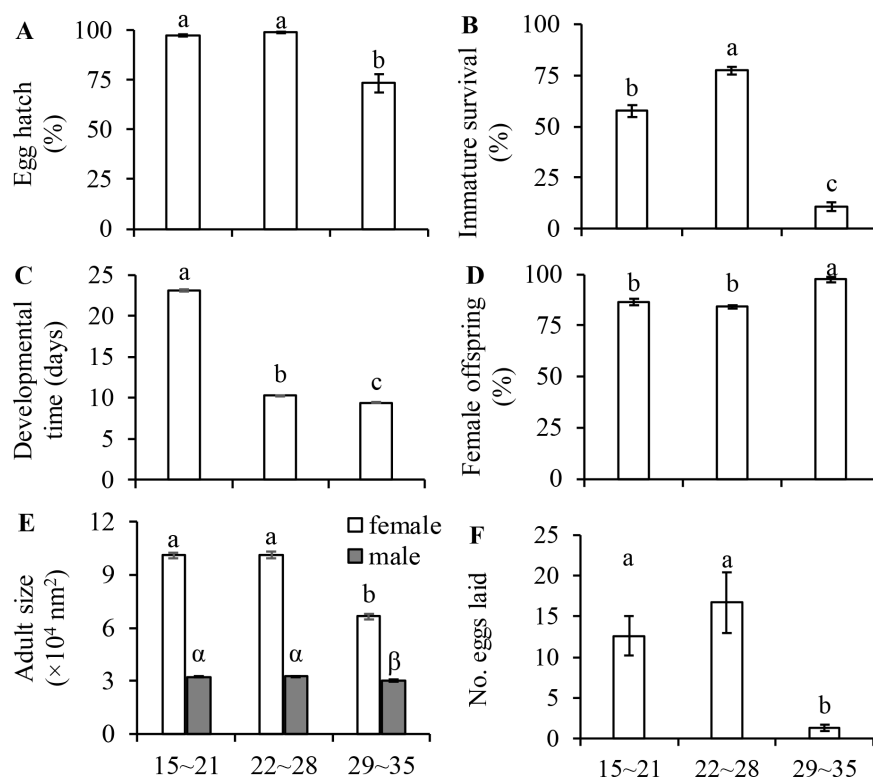 A
Egg hatch
(%)
100
75
50
25
0
a
a
b
B
Immature survival
(%)
100
75
50
25
0
b
a
c
C
Developmental
time (days)
25
20
15
10
5
0
a
b
c
D
Female offspring
(%)
100
75
50
25
0
b
b
a
E
Adult size
(×10⁴ nm²)
12
9
6
3
0
a
α
a
α
b
β
female
male
15~21 22~28 29~35
F
No. eggs laid
25
20
15
10
5
0
a
a
b
15~21 22~28 29~35